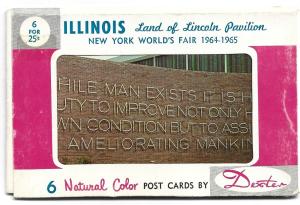 6
FOR
25¢
ILLINOIS Land of Lincoln Pavilion
NEW YORK WORLD'S FAIR 1964-1965
HILE MAN EXISTS IT IS H
UTY TO IMPROVE NOT ONLY H
WN CONDITION BUT TO ASSI
AMELIORATING MANKIN
6 Natural Color POST CARDS BY Dexter